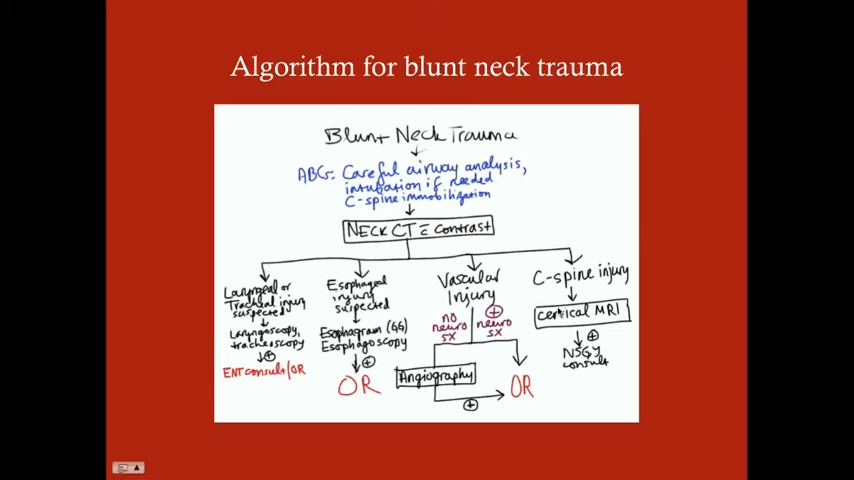 Algorithm for blunt neck trauma
Blunt Neck Trauma
ABCs: Careful airway analysis,
intubation if needed
C-spine immobilization
NECK CT c̄ contrast
Laryngeal or
Tracheal injury
suspected
Laryngoscopy,
tracheoscopy
+
ENT consult/OR
Esophageal
injury
suspected
Esophagram (GG)
Esophagoscopy
+
OR
Vascular
Injury
no
neuro
sx
+
neuro
sx
Angiography
+
OR
C-spine injury
cervical MRI
+
NSGY
consult